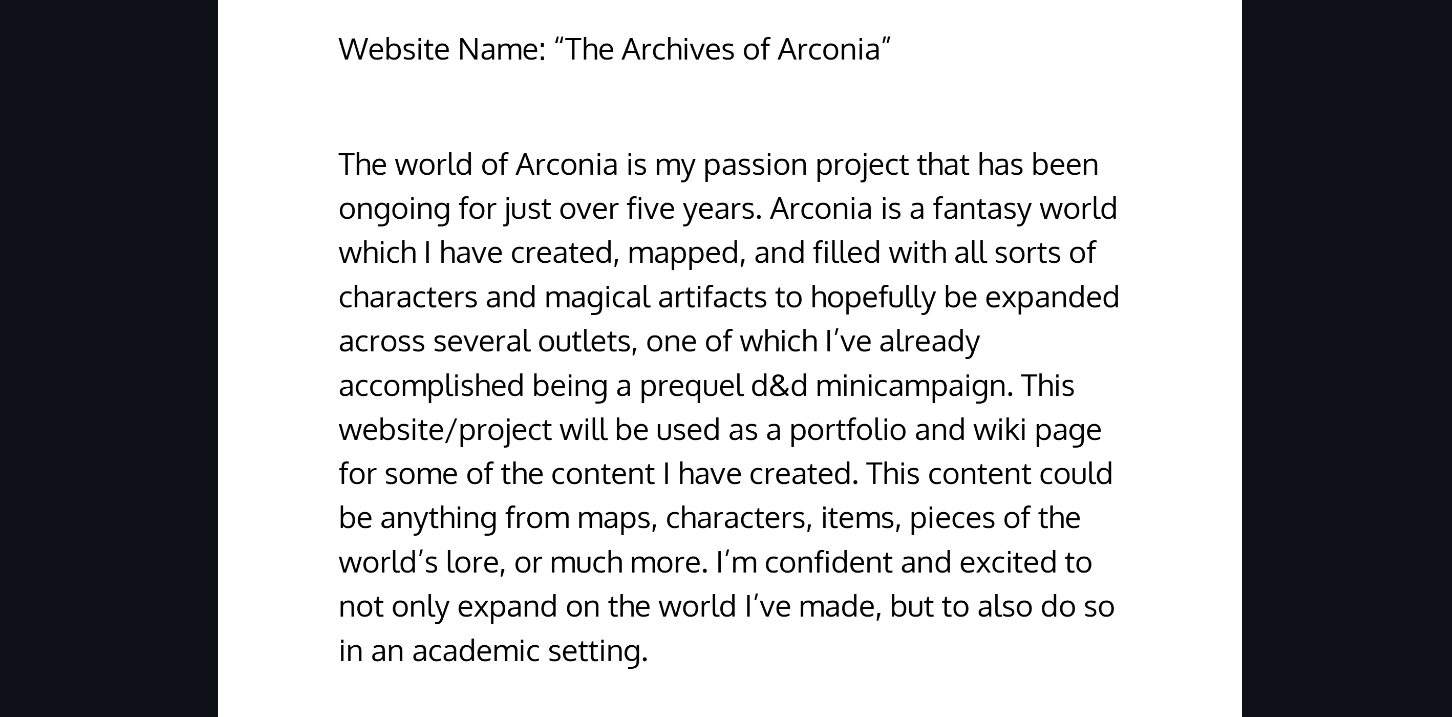 Website Name: “The Archives of Arconia”
The world of Arconia is my passion project that has been
ongoing for just over five years. Arconia is a fantasy world
which I have created, mapped, and filled with all sorts of
characters and magical artifacts to hopefully be expanded
across several outlets, one of which I’ve already
accomplished being a prequel d&d minicampaign. This
website/project will be used as a portfolio and wiki page
for some of the content I have created. This content could
be anything from maps, characters, items, pieces of the
world’s lore, or much more. I’m confident and excited to
not only expand on the world I’ve made, but to also do so
in an academic setting.